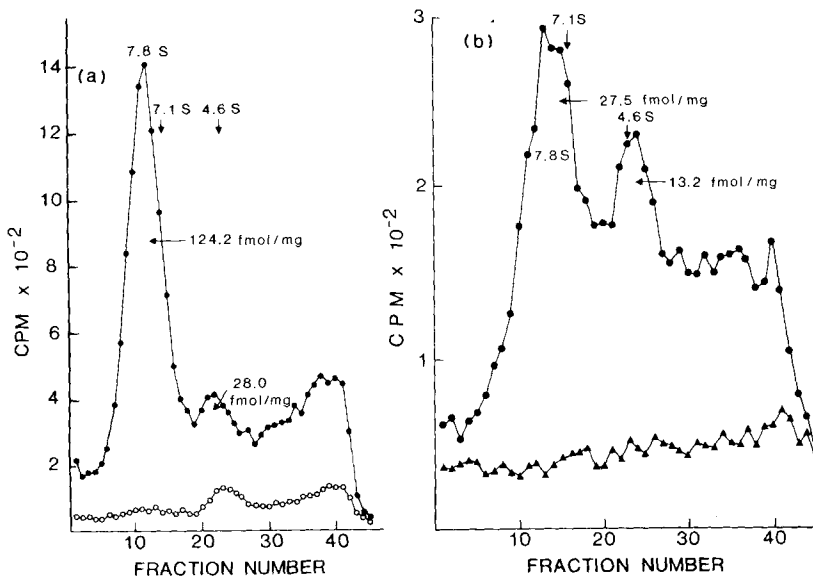 (a)
7.8 S
7.1 S 4.6 S
124.2 fmol/mg
28.0
fmol/mg
14
12
10
8
6
4
2
CPM x 10⁻²
10 20 30 40
FRACTION NUMBER
(b)
7.1S
27.5 fmol/mg
4.6S
7.8S
13.2 fmol/mg
3
2
1
CPM x 10⁻²
10 20 30 40
FRACTION NUMBER